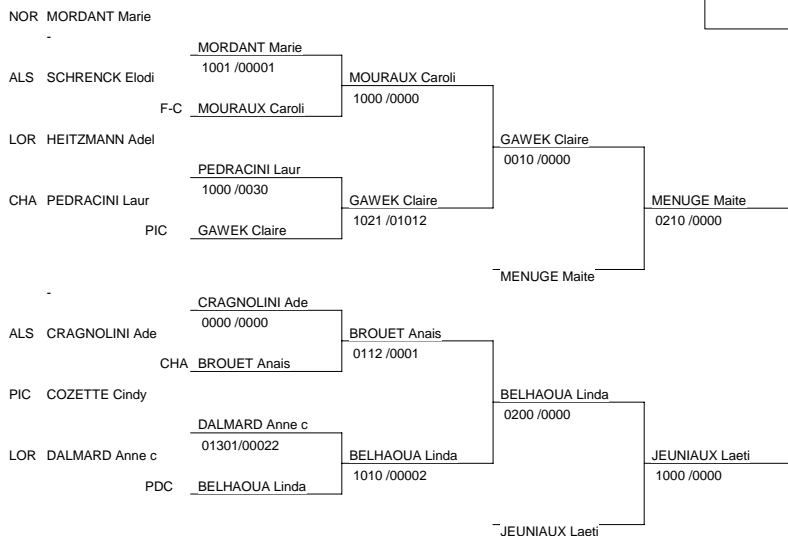 NOR MORDANT Marie
-
MORDANT Marie
1001 /00001
ALS SCHRENCK Elodi
MOURAUX Caroli
1000 /0000
F-C MOURAUX Caroli
LOR HEITZMANN Adel
GAWEK Claire
0010 /0000
PEDRACINI Laur
1000 /0030
CHA PEDRACINI Laur
GAWEK Claire
1021 /01012
MENUGE Maite
0210 /0000
PIC GAWEK Claire
MENUGE Maite
-
CRAGNOLINI Ade
0000 /0000
ALS CRAGNOLINI Ade
BROUET Anais
0112 /0001
CHA BROUET Anais
PIC COZETTE Cindy
BELHAOUA Linda
0200 /0000
DALMARD Anne c
01301/00022
LOR DALMARD Anne c
BELHAOUA Linda
1010 /00002
JEUNIAUX Laeti
1000 /0000
PDC BELHAOUA Linda
JEUNIAUX Laeti